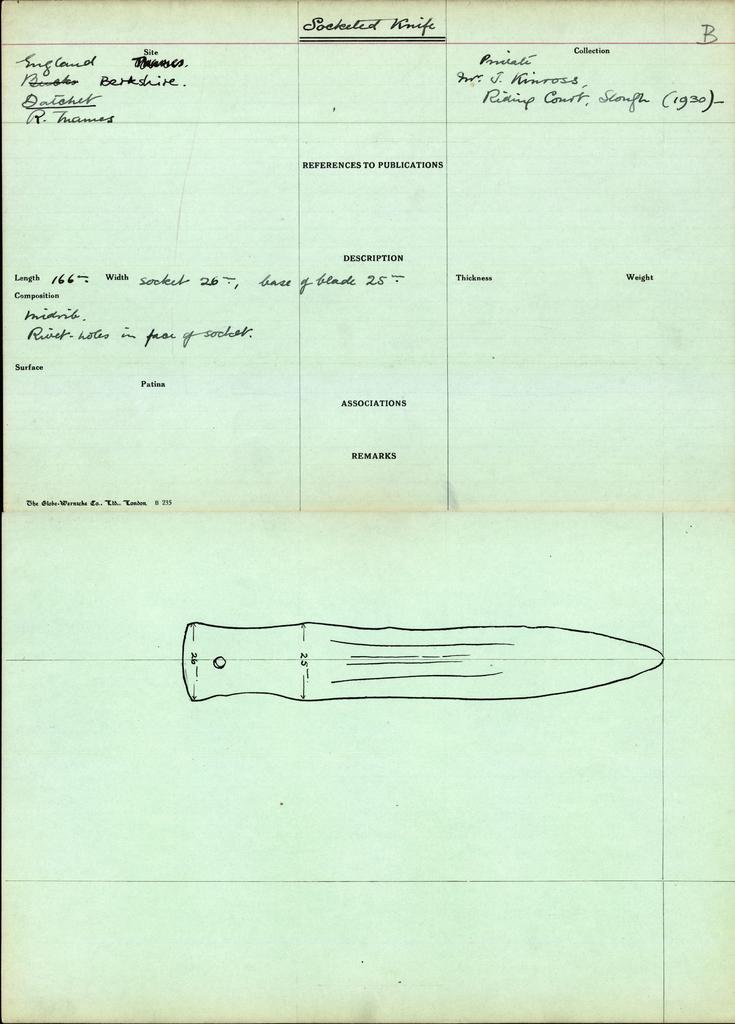 Socketed Knife
B
Site
England Thames.
Bucks Berkshire.
Datchet
R. Thames
Collection
Private
Mr. J. Kinross,
Riding Court, Slough (1930)—
REFERENCES TO PUBLICATIONS
DESCRIPTION
Length 166 mm. Width socket 26 mm, base of blade 25 mm
Thickness Weight
Composition
Midrib.
Rivet-holes in face of socket.
Surface
Patina
ASSOCIATIONS
REMARKS
The Globe-Wernicke Co., Ltd., London. B 235
26
25